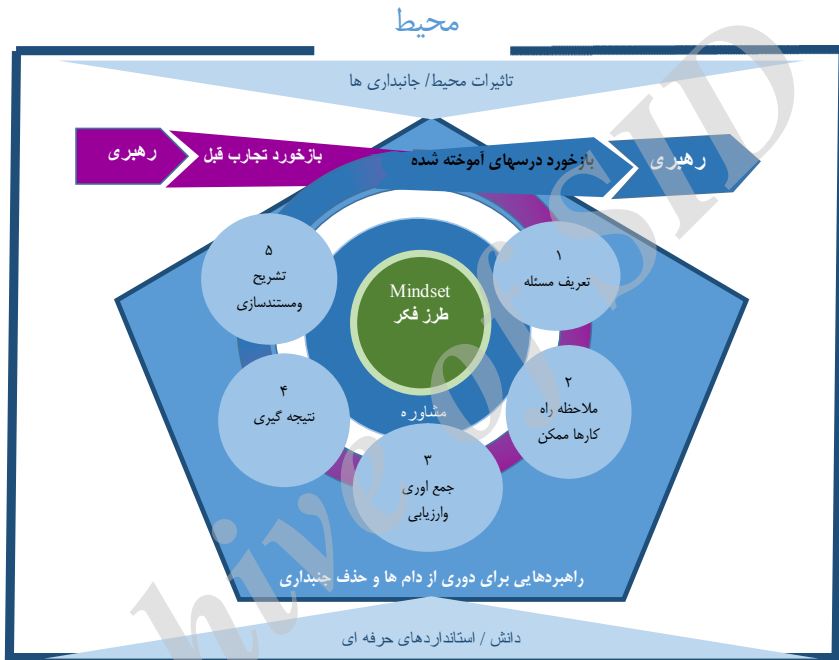 محیط
تاثیرات محیط/ جانبداری ها
رهبری
بازخورد تجارب قبل
بازخورد درسهای آموخته شده
رهبری
۱
تعریف مسئله
۲
ملاحظه راه
کارها ممکن
۳
جمع اوری
وارزیابی
۴
نتیجه گیری
۵
تشریح
ومستندسازی
Mindset
طرز فکر
مشاوره
راهبردهایی برای دوری از دام ها و حذف جنبداری
دانش / استانداردهای حرفه ای
hive of SID